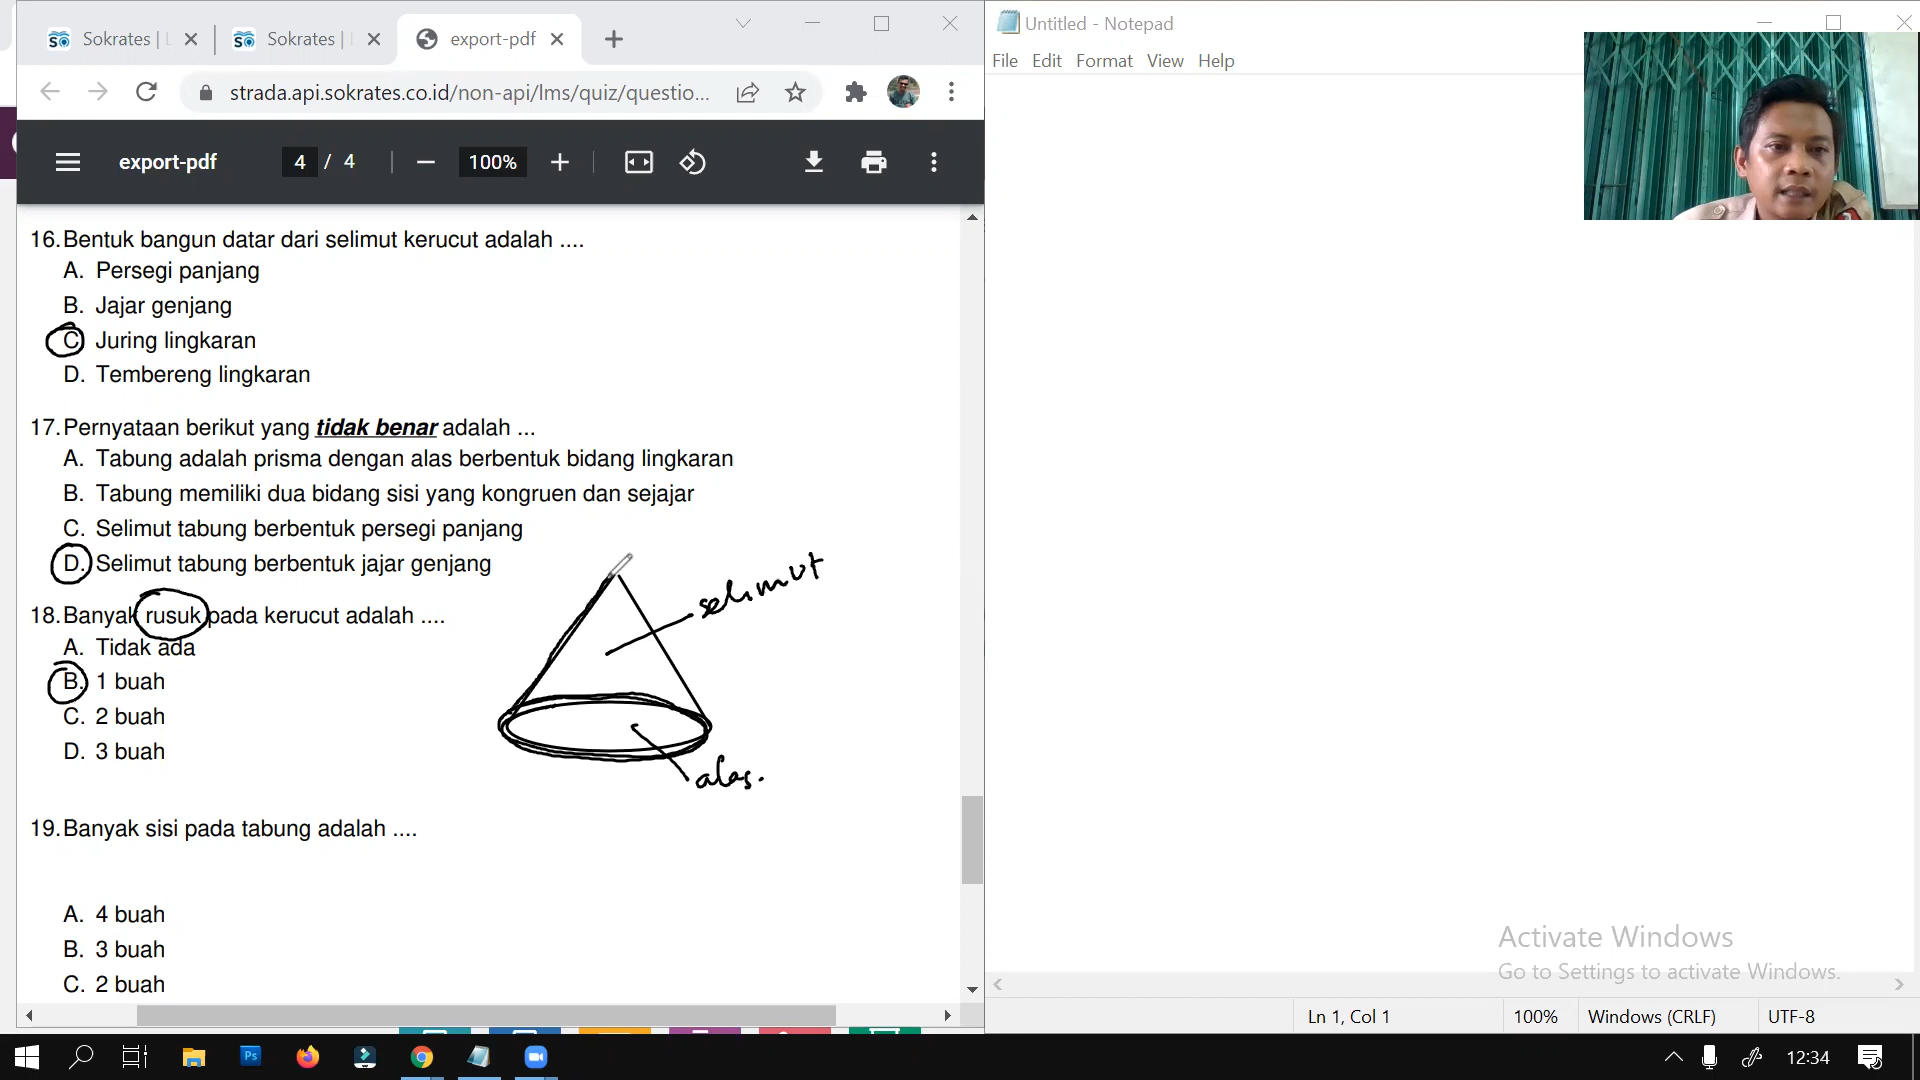 Sokrates | L
Sokrates | I
export-pdf
Untitled - Notepad
File Edit Format View Help
strada.api.sokrates.co.id/non-api/lms/quiz/questio...
export-pdf
4 / 4
100%
16. Bentuk bangun datar dari selimut kerucut adalah ....
A. Persegi panjang
B. Jajar genjang
C Juring lingkaran
D. Tembereng lingkaran
17. Pernyataan berikut yang tidak benar adalah ...
A. Tabung adalah prisma dengan alas berbentuk bidang lingkaran
B. Tabung memiliki dua bidang sisi yang kongruen dan sejajar
C. Selimut tabung berbentuk persegi panjang
D. Selimut tabung berbentuk jajar genjang
selimut
18. Banyak rusuk pada kerucut adalah ....
A. Tidak ada
B. 1 buah
C. 2 buah
D. 3 buah
alas.
19. Banyak sisi pada tabung adalah ....
A. 4 buah
B. 3 buah
C. 2 buah
Activate Windows
Go to Settings to activate Windows.
Ln 1, Col 1
100%
Windows (CRLF)
UTF-8
Ps
12:34